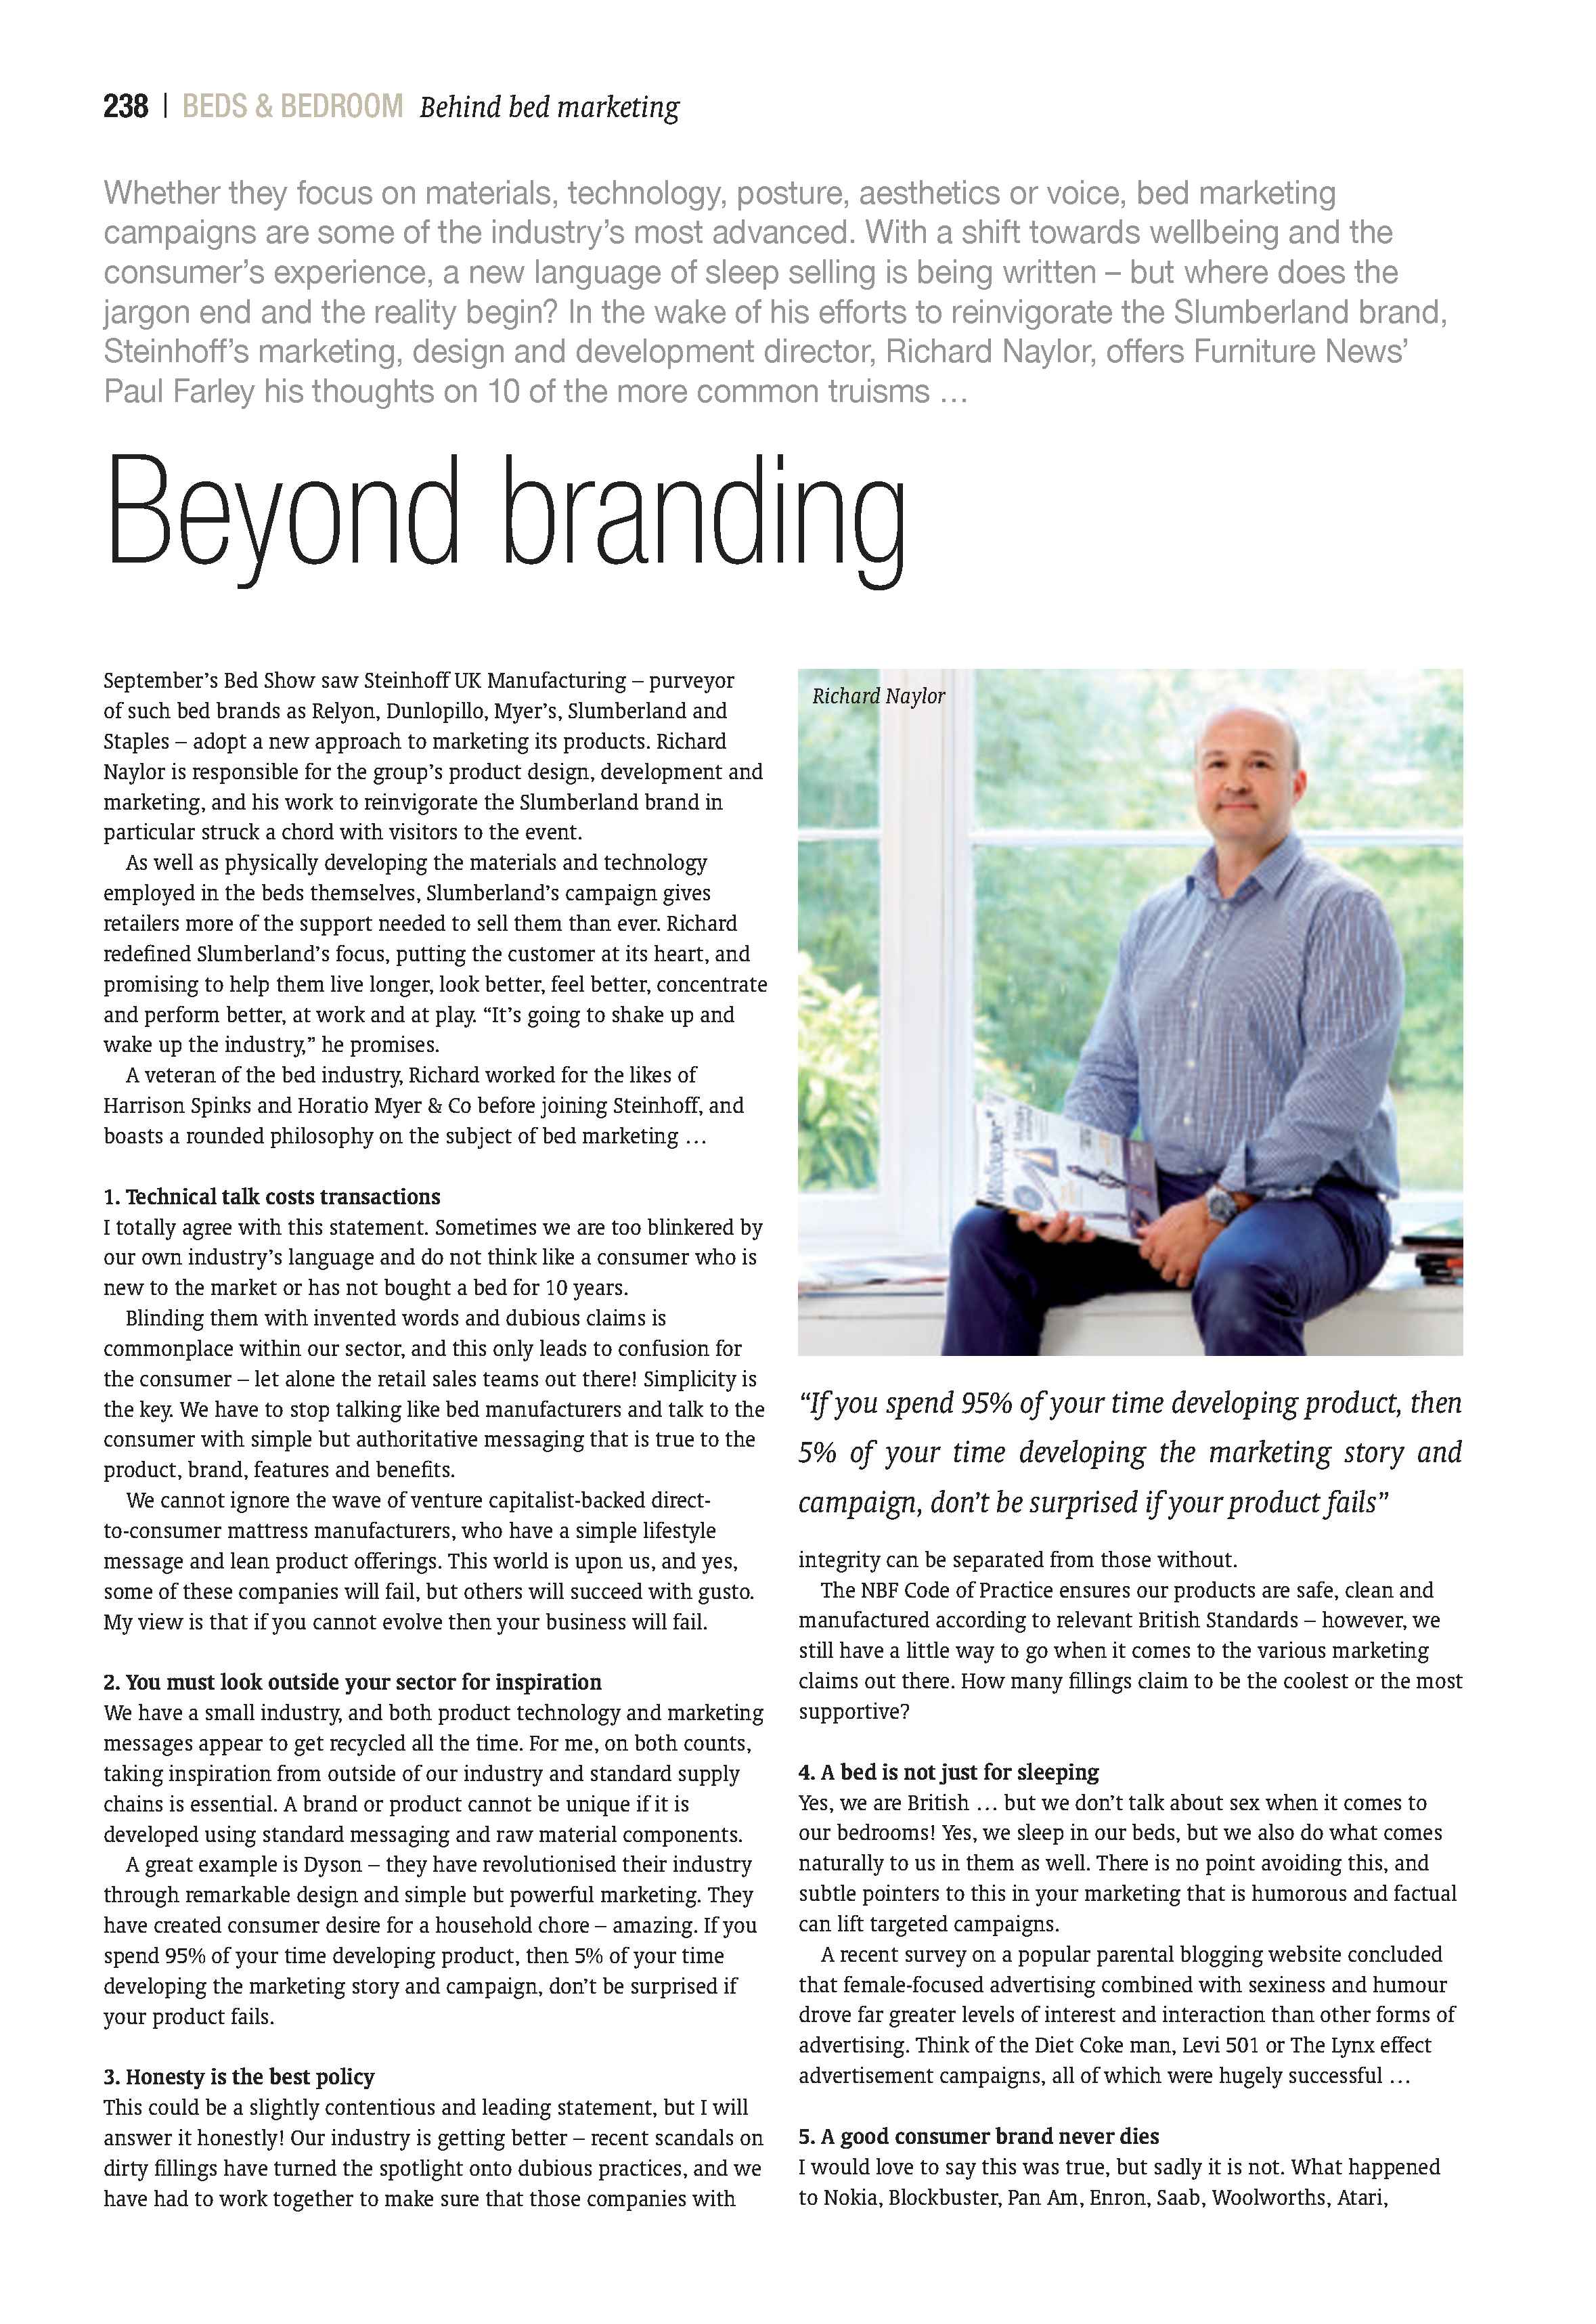 238 | BEDS & BEDROOM Behind bed marketing
Whether they focus on materials, technology, posture, aesthetics or voice, bed marketing
campaigns are some of the industry’s most advanced. With a shift towards wellbeing and the
consumer’s experience, a new language of sleep selling is being written – but where does the
jargon end and the reality begin? In the wake of his efforts to reinvigorate the Slumberland brand,
Steinhoff’s marketing, design and development director, Richard Naylor, offers Furniture News’
Paul Farley his thoughts on 10 of the more common truisms …
Beyond branding
September’s Bed Show saw Steinhoff UK Manufacturing – purveyor
of such bed brands as Relyon, Dunlopillo, Myer’s, Slumberland and
Staples – adopt a new approach to marketing its products. Richard
Naylor is responsible for the group’s product design, development and
marketing, and his work to reinvigorate the Slumberland brand in
particular struck a chord with visitors to the event.
As well as physically developing the materials and technology
employed in the beds themselves, Slumberland’s campaign gives
retailers more of the support needed to sell them than ever. Richard
redefined Slumberland’s focus, putting the customer at its heart, and
promising to help them live longer, look better, feel better, concentrate
and perform better, at work and at play. “It’s going to shake up and
wake up the industry,” he promises.
A veteran of the bed industry, Richard worked for the likes of
Harrison Spinks and Horatio Myer & Co before joining Steinhoff, and
boasts a rounded philosophy on the subject of bed marketing …
1. Technical talk costs transactions
I totally agree with this statement. Sometimes we are too blinkered by
our own industry’s language and do not think like a consumer who is
new to the market or has not bought a bed for 10 years.
Blinding them with invented words and dubious claims is
commonplace within our sector, and this only leads to confusion for
the consumer – let alone the retail sales teams out there! Simplicity is
the key. We have to stop talking like bed manufacturers and talk to the
consumer with simple but authoritative messaging that is true to the
product, brand, features and benefits.
We cannot ignore the wave of venture capitalist-backed direct-
to-consumer mattress manufacturers, who have a simple lifestyle
message and lean product offerings. This world is upon us, and yes,
some of these companies will fail, but others will succeed with gusto.
My view is that if you cannot evolve then your business will fail.
2. You must look outside your sector for inspiration
We have a small industry, and both product technology and marketing
messages appear to get recycled all the time. For me, on both counts,
taking inspiration from outside of our industry and standard supply
chains is essential. A brand or product cannot be unique if it is
developed using standard messaging and raw material components.
A great example is Dyson – they have revolutionised their industry
through remarkable design and simple but powerful marketing. They
have created consumer desire for a household chore – amazing. If you
spend 95% of your time developing product, then 5% of your time
developing the marketing story and campaign, don’t be surprised if
your product fails.
3. Honesty is the best policy
This could be a slightly contentious and leading statement, but I will
answer it honestly! Our industry is getting better – recent scandals on
dirty fillings have turned the spotlight onto dubious practices, and we
have had to work together to make sure that those companies with
Richard Naylor
“If you spend 95% of your time developing product, then
5% of your time developing the marketing story and
campaign, don’t be surprised if your product fails”
integrity can be separated from those without.
The NBF Code of Practice ensures our products are safe, clean and
manufactured according to relevant British Standards – however, we
still have a little way to go when it comes to the various marketing
claims out there. How many fillings claim to be the coolest or the most
supportive?
4. A bed is not just for sleeping
Yes, we are British … but we don’t talk about sex when it comes to
our bedrooms! Yes, we sleep in our beds, but we also do what comes
naturally to us in them as well. There is no point avoiding this, and
subtle pointers to this in your marketing that is humorous and factual
can lift targeted campaigns.
A recent survey on a popular parental blogging website concluded
that female-focused advertising combined with sexiness and humour
drove far greater levels of interest and interaction than other forms of
advertising. Think of the Diet Coke man, Levi 501 or The Lynx effect
advertisement campaigns, all of which were hugely successful …
5. A good consumer brand never dies
I would love to say this was true, but sadly it is not. What happened
to Nokia, Blockbuster, Pan Am, Enron, Saab, Woolworths, Atari,